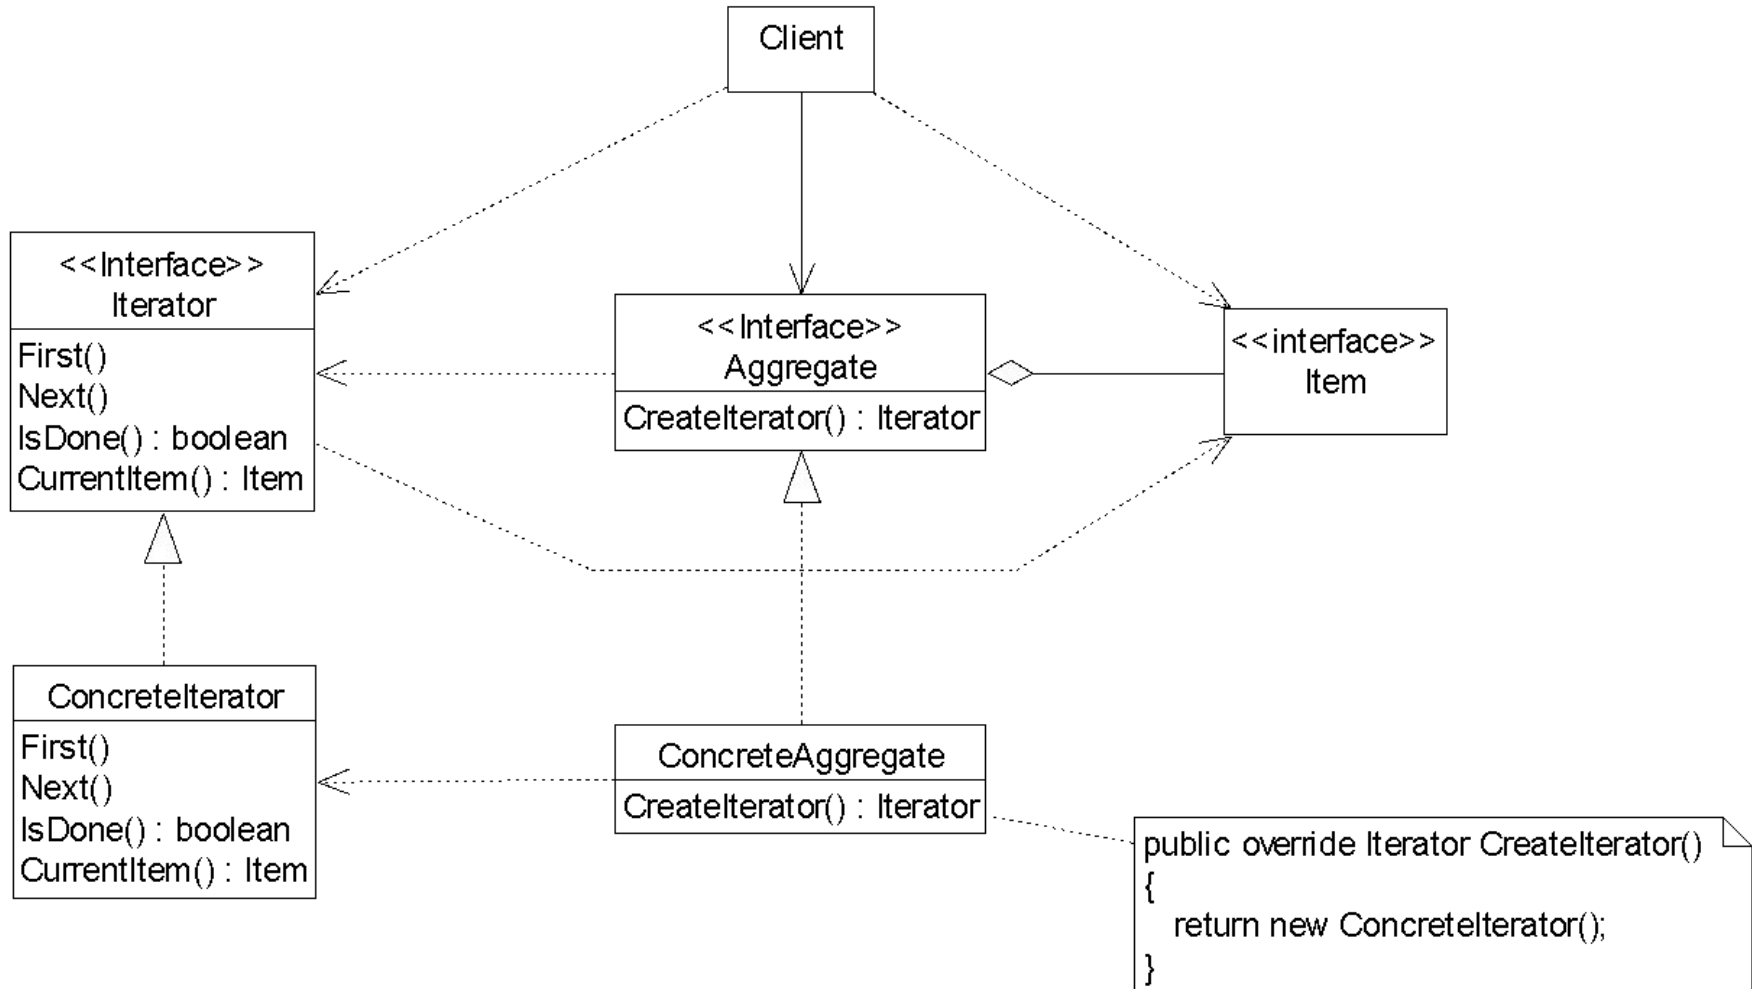 Client
<<Interface>>
Iterator
First()
Next()
IsDone() : boolean
CurrentItem() : Item
<<Interface>>
Aggregate
CreateIterator() : Iterator
<<interface>>
Item
ConcreteIterator
First()
Next()
IsDone() : boolean
CurrentItem() : Item
ConcreteAggregate
CreateIterator() : Iterator
public override Iterator CreateIterator()
{
return new ConcreteIterator();
}